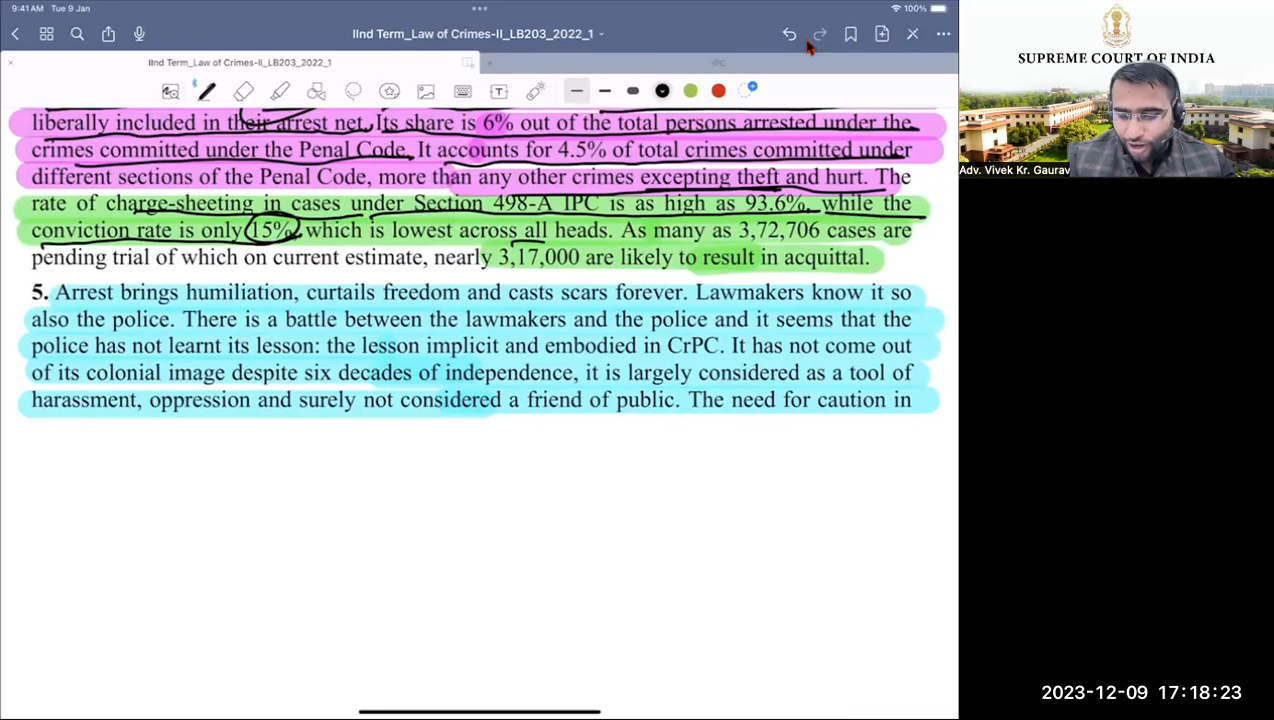 9:41 AM Tue 9 Jan
100%
IInd Term_Law of Crimes-II_LB203_2022_1
IInd Term_Law of Crimes-II_LB203_2022_1
IPC
SUPREME COURT OF INDIA
Adv. Vivek Kr. Gaurav
liberally included in their arrest net. Its share is 6% out of the total persons arrested under the
crimes committed under the Penal Code. It accounts for 4.5% of total crimes committed under
different sections of the Penal Code, more than any other crimes excepting theft and hurt. The
rate of charge-sheeting in cases under Section 498-A IPC is as high as 93.6%, while the
conviction rate is only 15%, which is lowest across all heads. As many as 3,72,706 cases are
pending trial of which on current estimate, nearly 3,17,000 are likely to result in acquittal.
5. Arrest brings humiliation, curtails freedom and casts scars forever. Lawmakers know it so
also the police. There is a battle between the lawmakers and the police and it seems that the
police has not learnt its lesson: the lesson implicit and embodied in CrPC. It has not come out
of its colonial image despite six decades of independence, it is largely considered as a tool of
harassment, oppression and surely not considered a friend of public. The need for caution in
2023-12-09 17:18:23